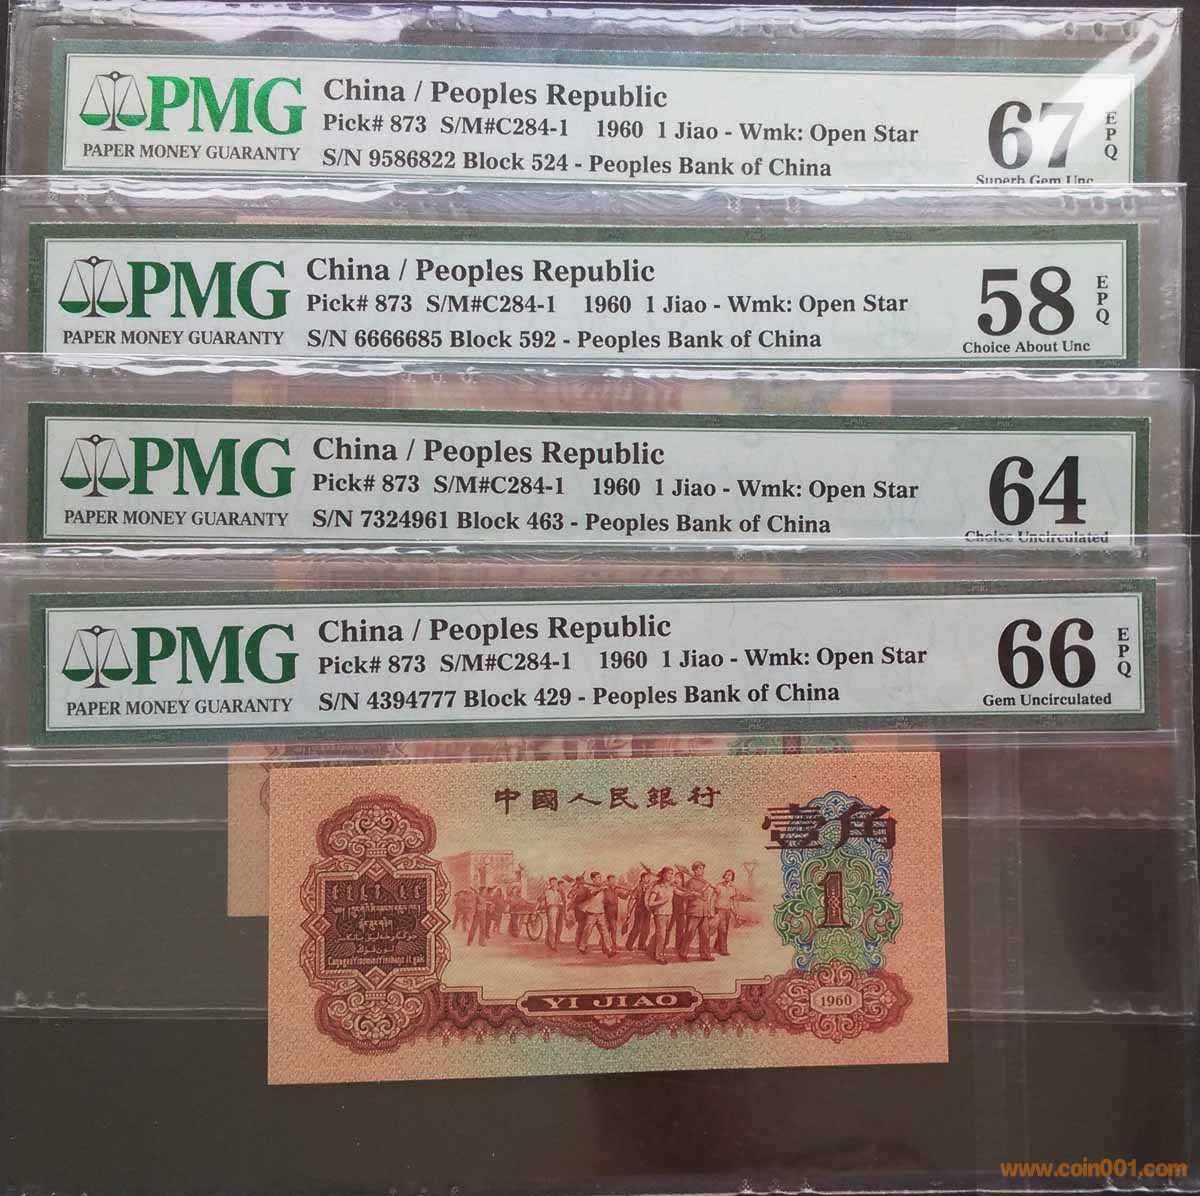 PMG
PAPER MONEY GUARANTY
China / Peoples Republic
Pick# 873 S/M#C284-1 1960 1 Jiao - Wmk: Open Star
S/N 9586822 Block 524 - Peoples Bank of China
67
EPQ
Superb Gem Unc
PMG
PAPER MONEY GUARANTY
China / Peoples Republic
Pick# 873 S/M#C284-1 1960 1 Jiao - Wmk: Open Star
S/N 6666685 Block 592 - Peoples Bank of China
58
EPQ
Choice About Unc
PMG
PAPER MONEY GUARANTY
China / Peoples Republic
Pick# 873 S/M#C284-1 1960 1 Jiao - Wmk: Open Star
S/N 7324961 Block 463 - Peoples Bank of China
64
Choice Uncirculated
PMG
PAPER MONEY GUARANTY
China / Peoples Republic
Pick# 873 S/M#C284-1 1960 1 Jiao - Wmk: Open Star
S/N 4394777 Block 429 - Peoples Bank of China
66
EPQ
Gem Uncirculated
中國人民銀行
壹角
1
YI JIAO
1960
www.coin001.com